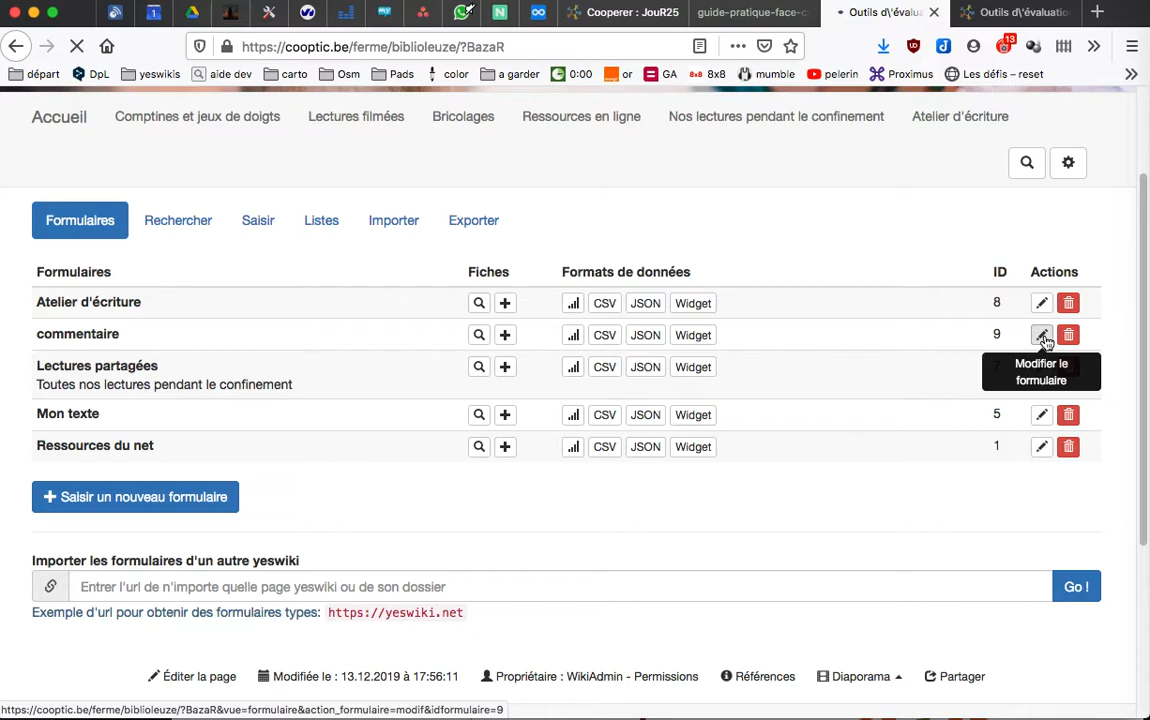 Cooperer : JouR25
guide-pratique-face-c
Outils d\'évalua
Outils d\'évaluatio
https://cooptic.be/ferme/biblioleuze/?BazaR
13
départ
DpL
yeswikis
aide dev
carto
Osm
Pads
color
a garder
0:00
or
GA
8x8
mumble
pelerin
Proximus
Les défis – reset
Accueil
Comptines et jeux de doigts
Lectures filmées
Bricolages
Ressources en ligne
Nos lectures pendant le confinement
Atelier d'écriture
Formulaires
Rechercher
Saisir
Listes
Importer
Exporter
Formulaires Fiches Formats de données ID Actions
Atelier d'écriture CSV JSON Widget 8
commentaire CSV JSON Widget 9
Modifier le
formulaire
Lectures partagées CSV JSON Widget
Toutes nos lectures pendant le confinement
Mon texte CSV JSON Widget 5
Ressources du net CSV JSON Widget 1
Saisir un nouveau formulaire
Importer les formulaires d'un autre yeswiki
Entrer l'url de n'importe quelle page yeswiki ou de son dossier
Go !
Exemple d'url pour obtenir des formulaires types: https://yeswiki.net
Éditer la page
Modifiée le : 13.12.2019 à 17:56:11
Propriétaire : WikiAdmin - Permissions
Références
Diaporama
Partager
https://cooptic.be/ferme/biblioleuze/?BazaR&vue=formulaire&action_formulaire=modif&idformulaire=9